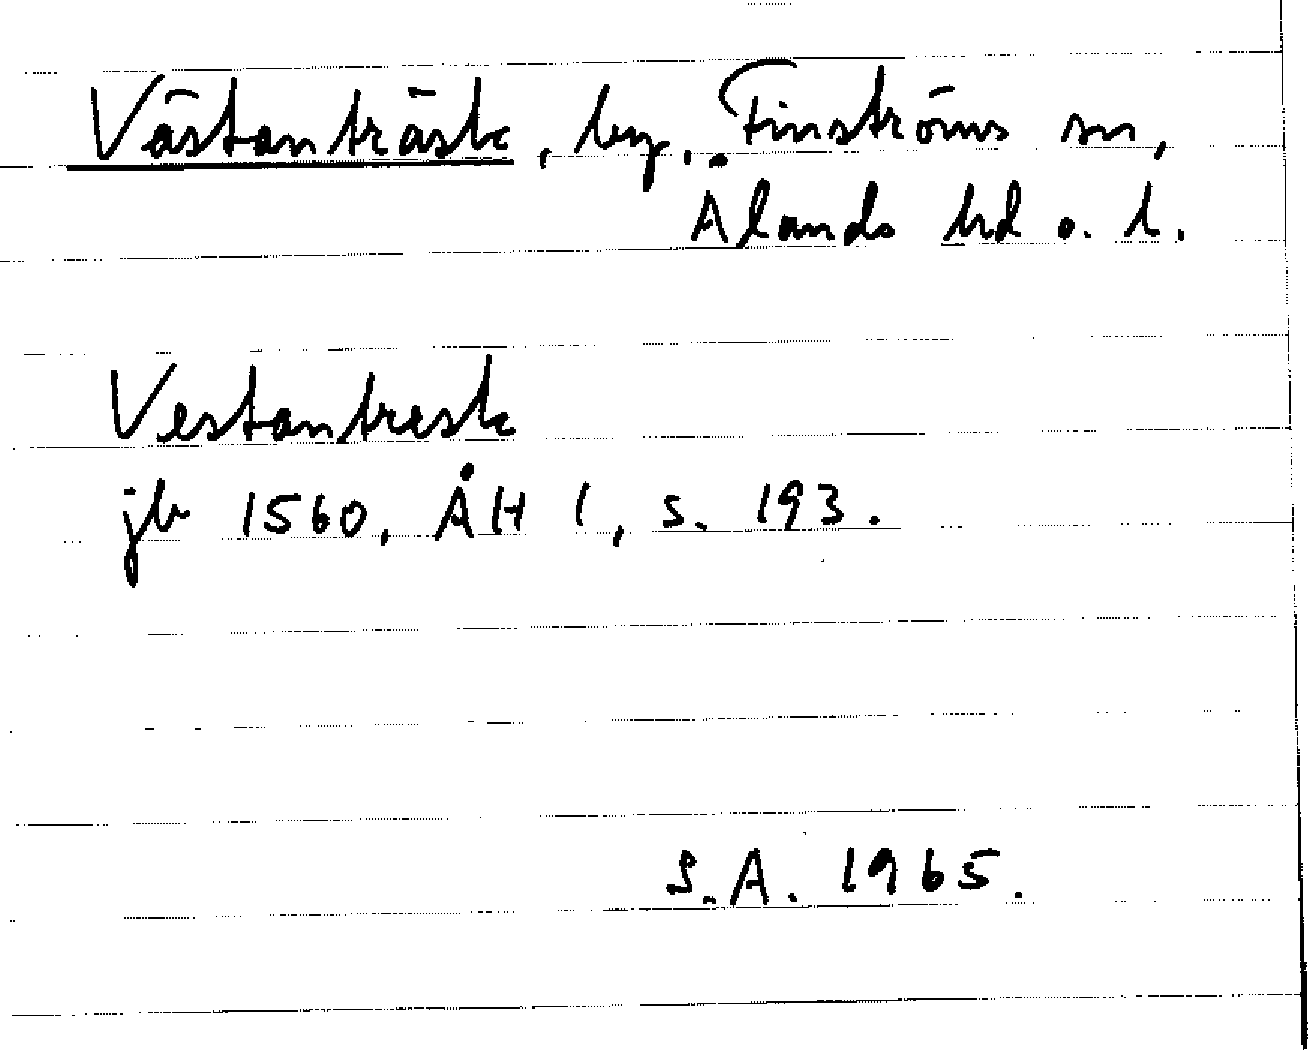 Västanträsk, by, Finströms sn,
Ålands hd o. l.
Vestantresk
jb 1560, ÅH 1, s. 193.
S.A. 1965.